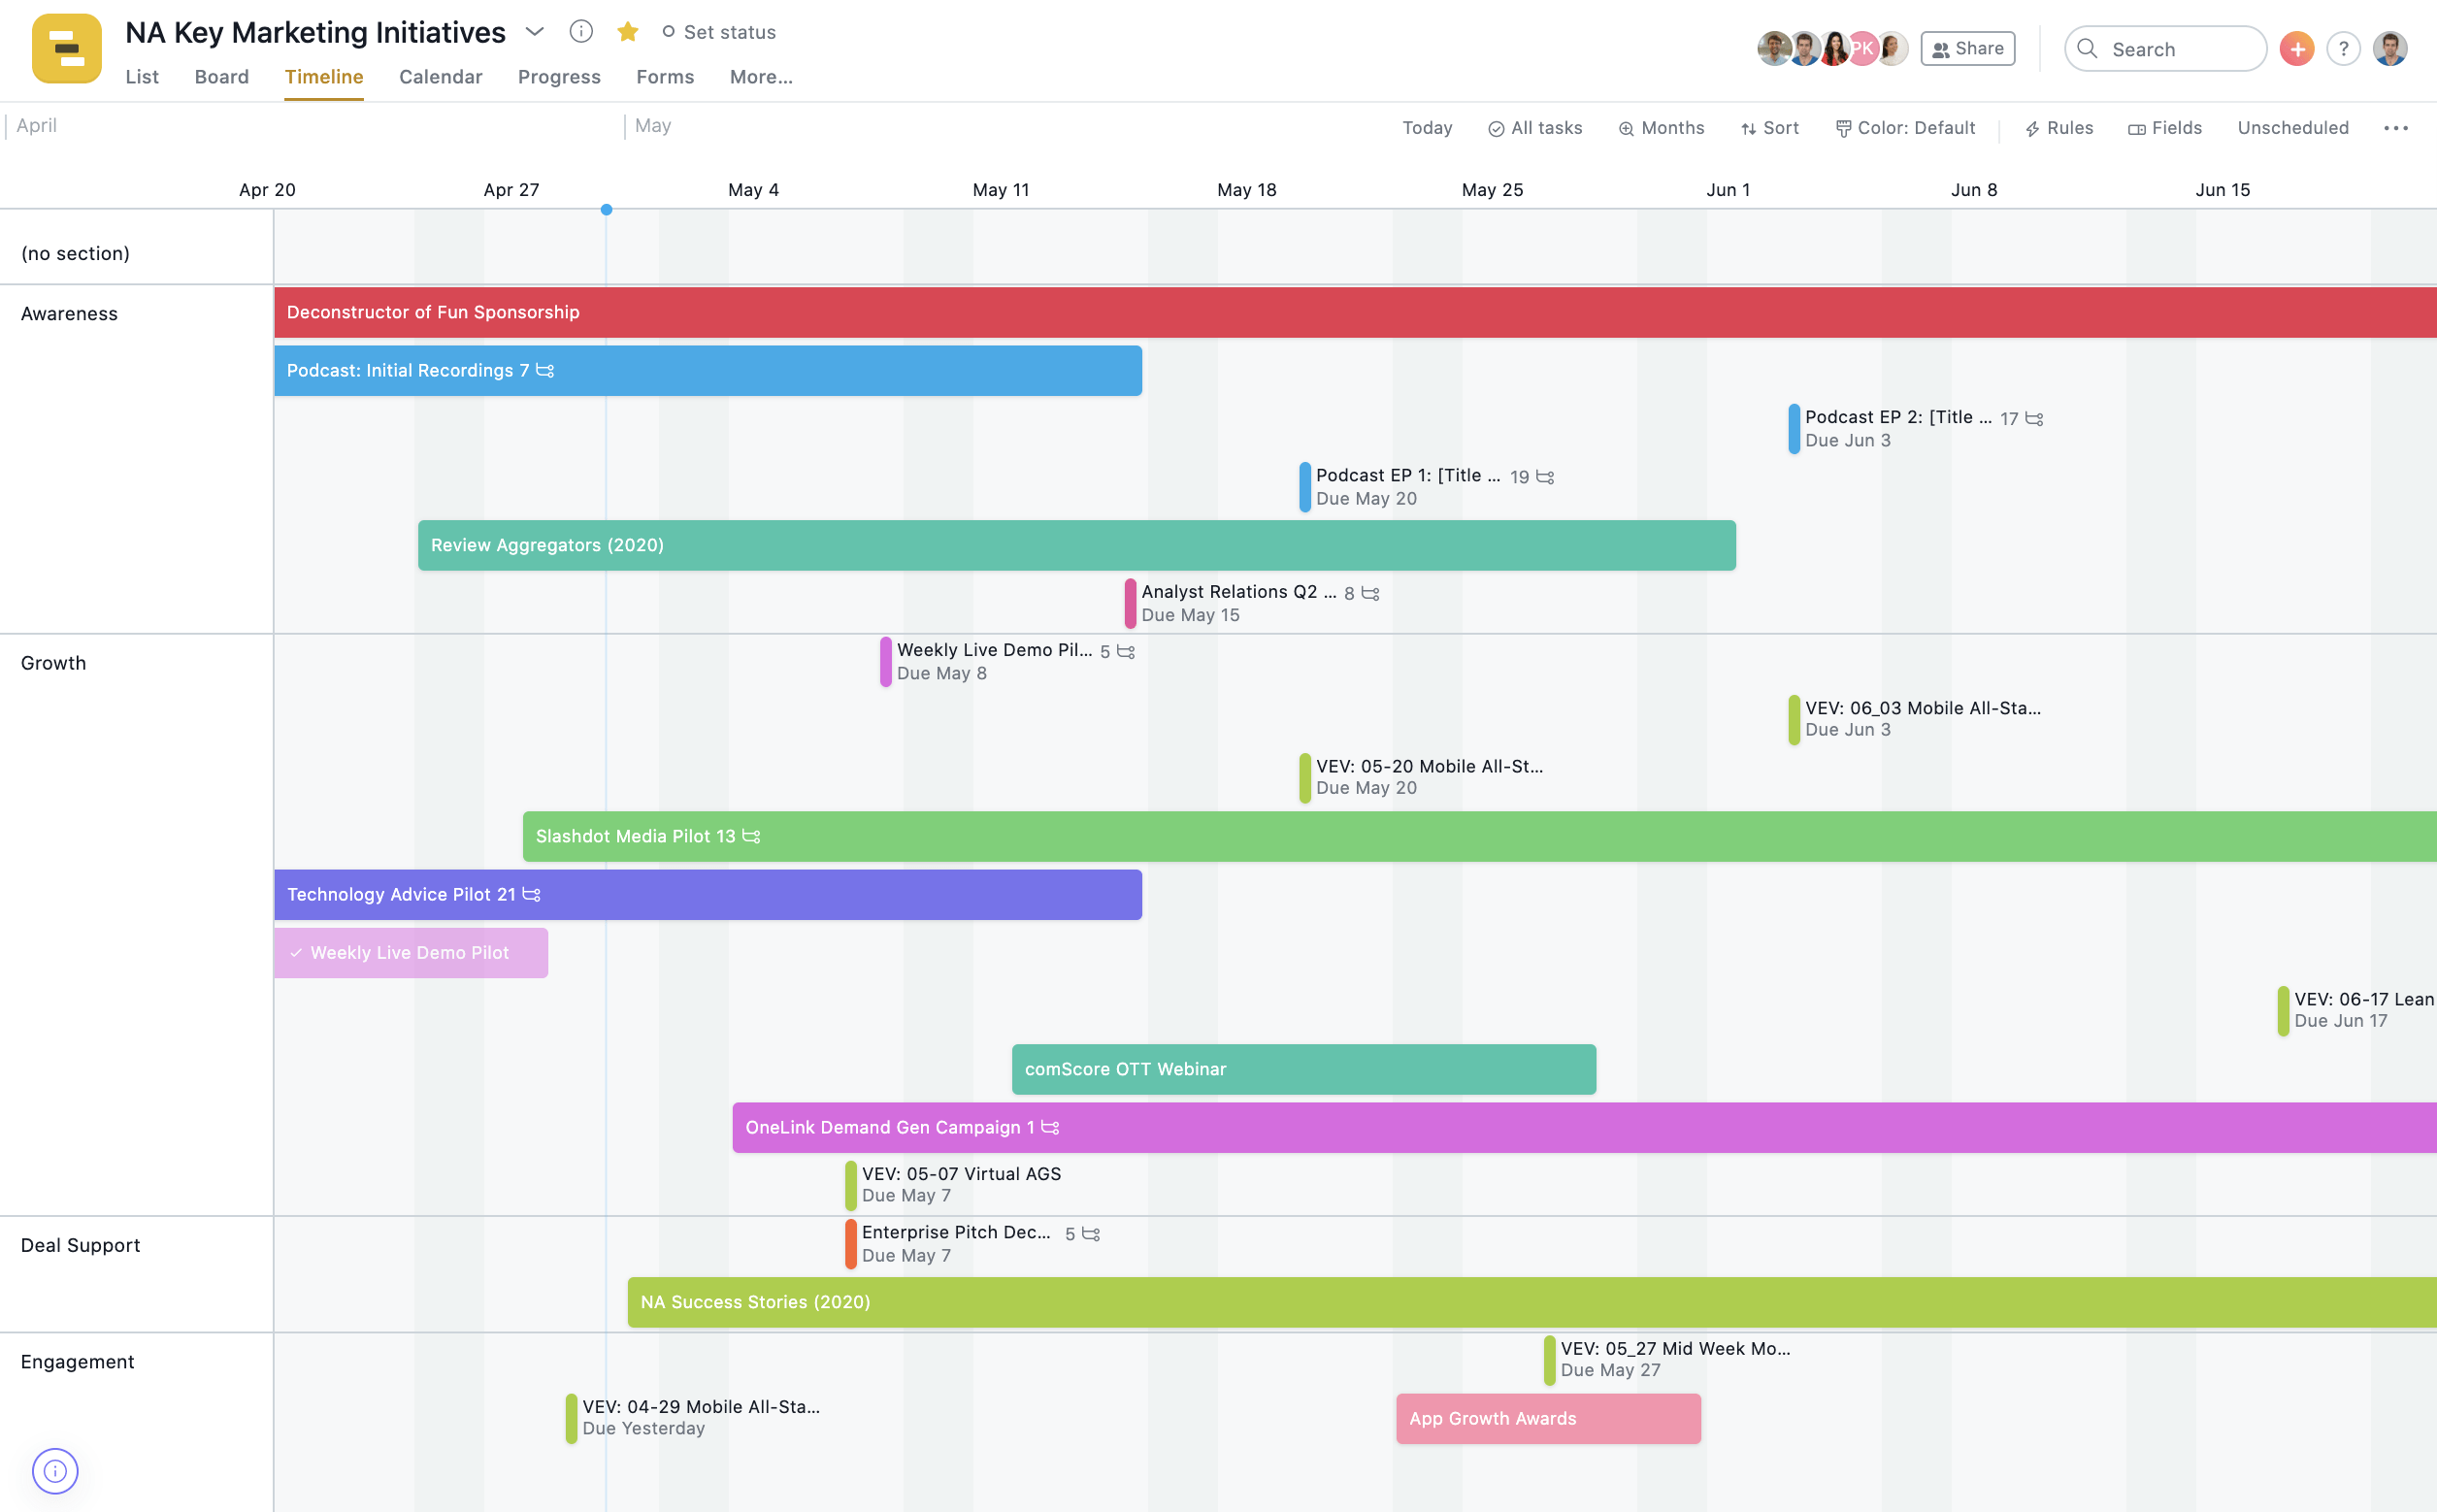 NA Key Marketing Initiatives
Set status
PK
Share
Search
?
List Board Timeline Calendar Progress Forms More...
April May
Today All tasks Months Sort Color: Default Rules Fields Unscheduled
Apr 20 Apr 27 May 4 May 11 May 18 May 25 Jun 1 Jun 8 Jun 15
(no section)
Awareness
Deconstructor of Fun Sponsorship
Podcast: Initial Recordings 7
Podcast EP 2: [Title ... 17
Due Jun 3
Podcast EP 1: [Title ... 19
Due May 20
Review Aggregators (2020)
Analyst Relations Q2 ... 8
Due May 15
Growth
Weekly Live Demo Pil... 5
Due May 8
VEV: 06_03 Mobile All-Sta...
Due Jun 3
VEV: 05-20 Mobile All-St...
Due May 20
Slashdot Media Pilot 13
Technology Advice Pilot 21
Weekly Live Demo Pilot
VEV: 06-17 Lean
Due Jun 17
comScore OTT Webinar
OneLink Demand Gen Campaign 1
VEV: 05-07 Virtual AGS
Due May 7
Deal Support
Enterprise Pitch Dec... 5
Due May 7
NA Success Stories (2020)
Engagement
VEV: 05_27 Mid Week Mo...
Due May 27
VEV: 04-29 Mobile All-Sta...
Due Yesterday
App Growth Awards